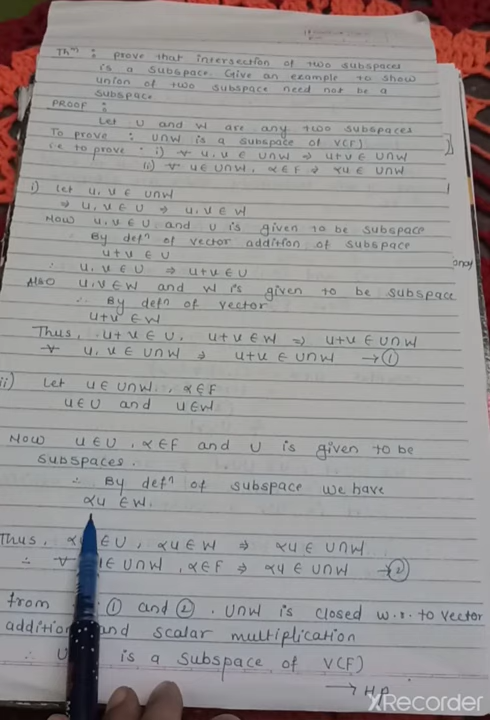 Thm : prove that intersection of two subspaces
is a subspace. Give an example to show
union of two subspace need not be a
subspace
PROOF :
Let U and W are any two subspaces
To prove : U∩W is a subspace of V(F)
i.e to prove : i) ∀ u, v ∈ U∩W ⇒ u+v ∈ U∩W
(ii) ∀ u ∈ U∩W, α ∈ F ⇒ αu ∈ U∩W
i) Let u, v ∈ U∩W
⇒ u, v ∈ U ⇒ u, v ∈ W
Now u, v ∈ U and U is given to be subspace
∴ By defn of vector addition of subspace
u+v ∈ U
∴ u, v ∈ U ⇒ u+v ∈ U
Also u, v ∈ W and W is given to be subspace
∴ By defn of vector
u+v ∈ W
Thus, u+v ∈ U, u+v ∈ W ⇒ u+v ∈ U∩W
∀ u, v ∈ U∩W ⇒ u+v ∈ U∩W → ①
ii) Let u ∈ U∩W, α ∈ F
u ∈ U and u ∈ W
Now u ∈ U, α ∈ F and U is given to be
subspaces.
∴ By defn of subspace we have
αu ∈ W.
Thus, ∈ U, αu ∈ W ⇒ αu ∈ U∩W
∴ ∀ ∈ U∩W, α ∈ F ⇒ αu ∈ U∩W → ②
from ① and ②. U∩W is closed w.r.to vector
addition and scalar multiplication
∴ is a subspace of V(F)
→ HP
XRecorder